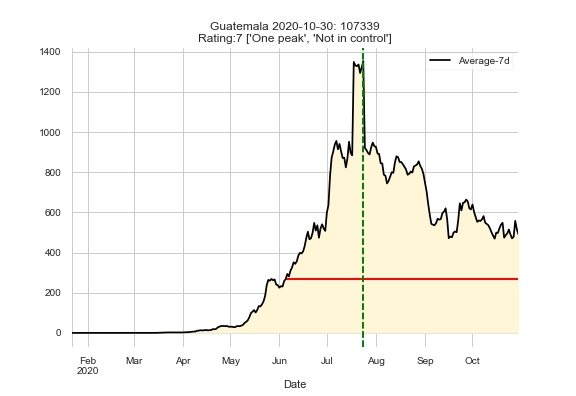 Guatemala 2020-10-30: 107339
Rating:7 ['One peak', 'Not in control']
Average-7d
1400
1200
1000
800
600
400
200
0
Feb Mar Apr May Jun Jul Aug Sep Oct
2020
Date